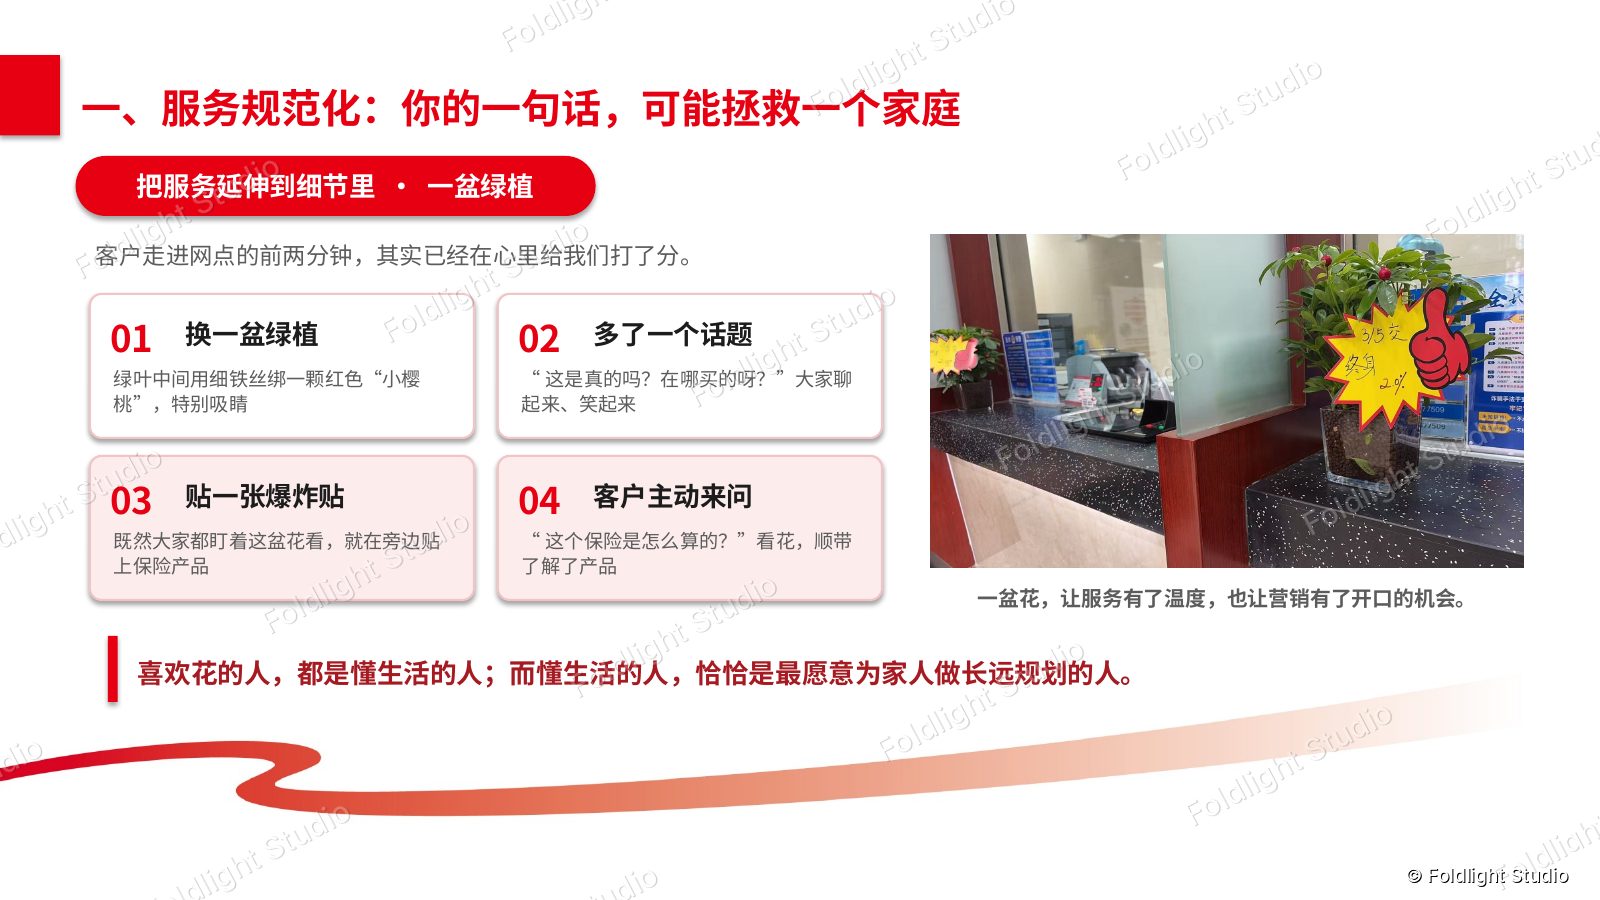 一、服务规范化：你的一句话，可能拯救一个家庭
把服务延伸到细节里 · 一盆绿植
客户走进网点的前两分钟，其实已经在心里给我们打了分。
01 换一盆绿植
绿叶中间用细铁丝绑一颗红色“小樱
桃”，特别吸睛
02 多了一个话题
“这是真的吗？在哪买的呀？”大家聊
起来、笑起来
03 贴一张爆炸贴
既然大家都盯着这盆花看，就在旁边贴
上保险产品
04 客户主动来问
“这个保险是怎么算的？”看花，顺带
了解了产品
3/5交
终身
2.0%
一盆花，让服务有了温度，也让营销有了开口的机会。
喜欢花的人，都是懂生活的人；而懂生活的人，恰恰是最愿意为家人做长远规划的人。
© Foldlight Studio